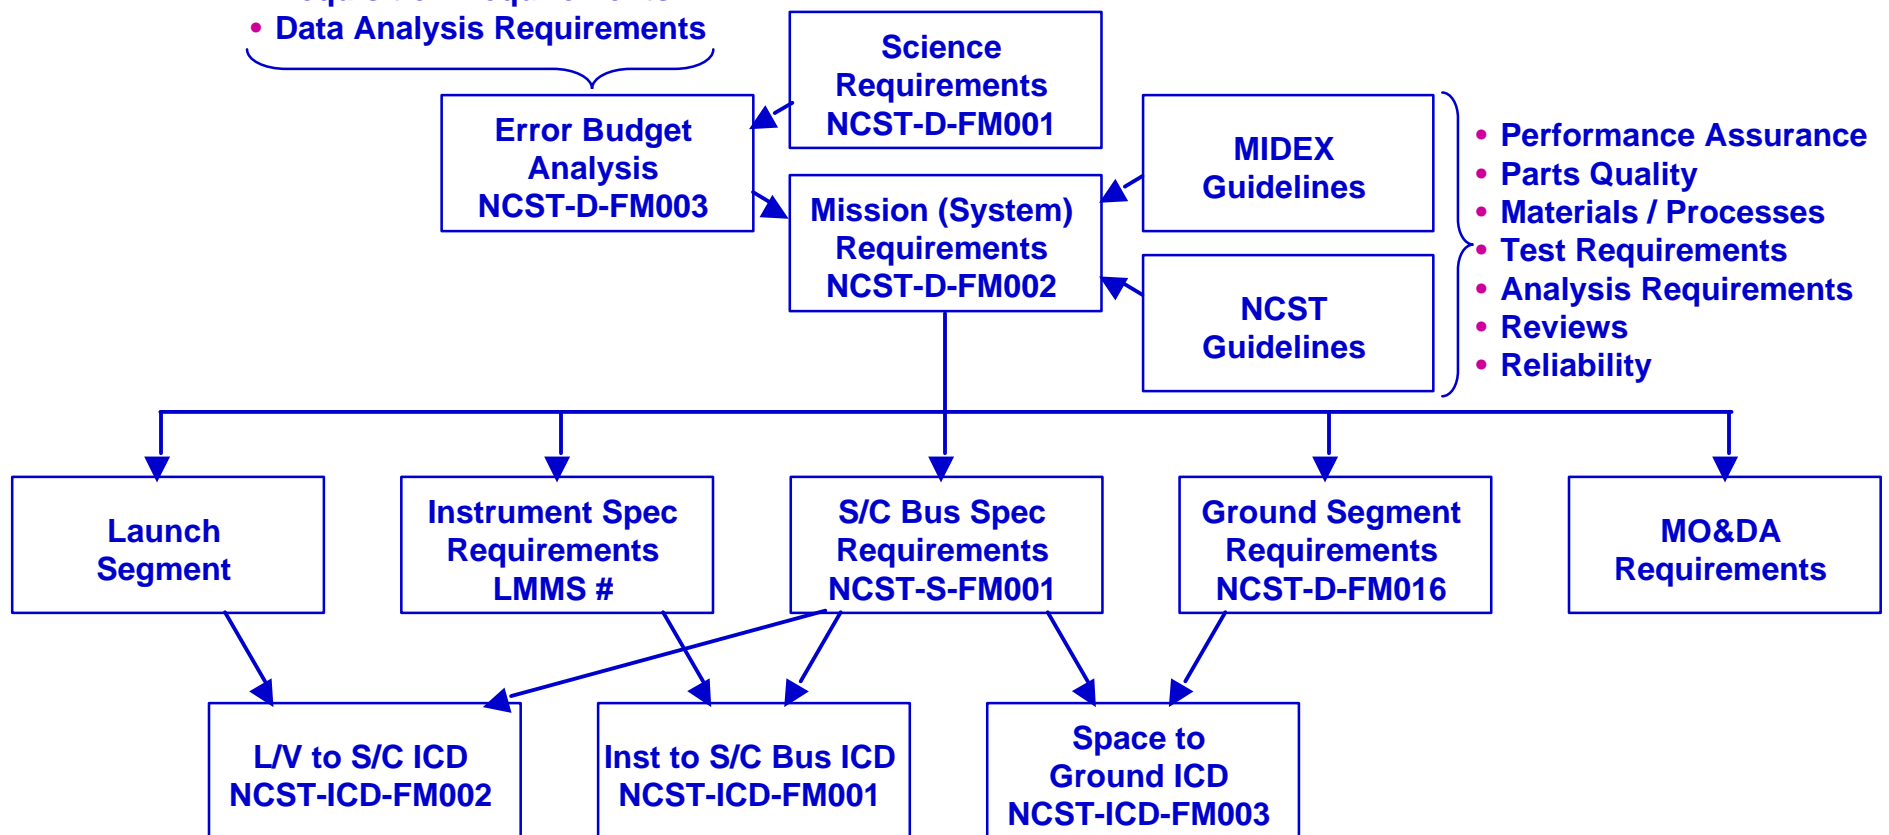 • Data Analysis Requirements
Science
Requirements
NCST-D-FM001
Error Budget
Analysis
NCST-D-FM003
Mission (System)
Requirements
NCST-D-FM002
MIDEX
Guidelines
NCST
Guidelines
• Performance Assurance
• Parts Quality
• Materials / Processes
• Test Requirements
• Analysis Requirements
• Reviews
• Reliability
Launch
Segment
Instrument Spec
Requirements
LMMS #
S/C Bus Spec
Requirements
NCST-S-FM001
Ground Segment
Requirements
NCST-D-FM016
MO&DA
Requirements
L/V to S/C ICD
NCST-ICD-FM002
Inst to S/C Bus ICD
NCST-ICD-FM001
Space to
Ground ICD
NCST-ICD-FM003